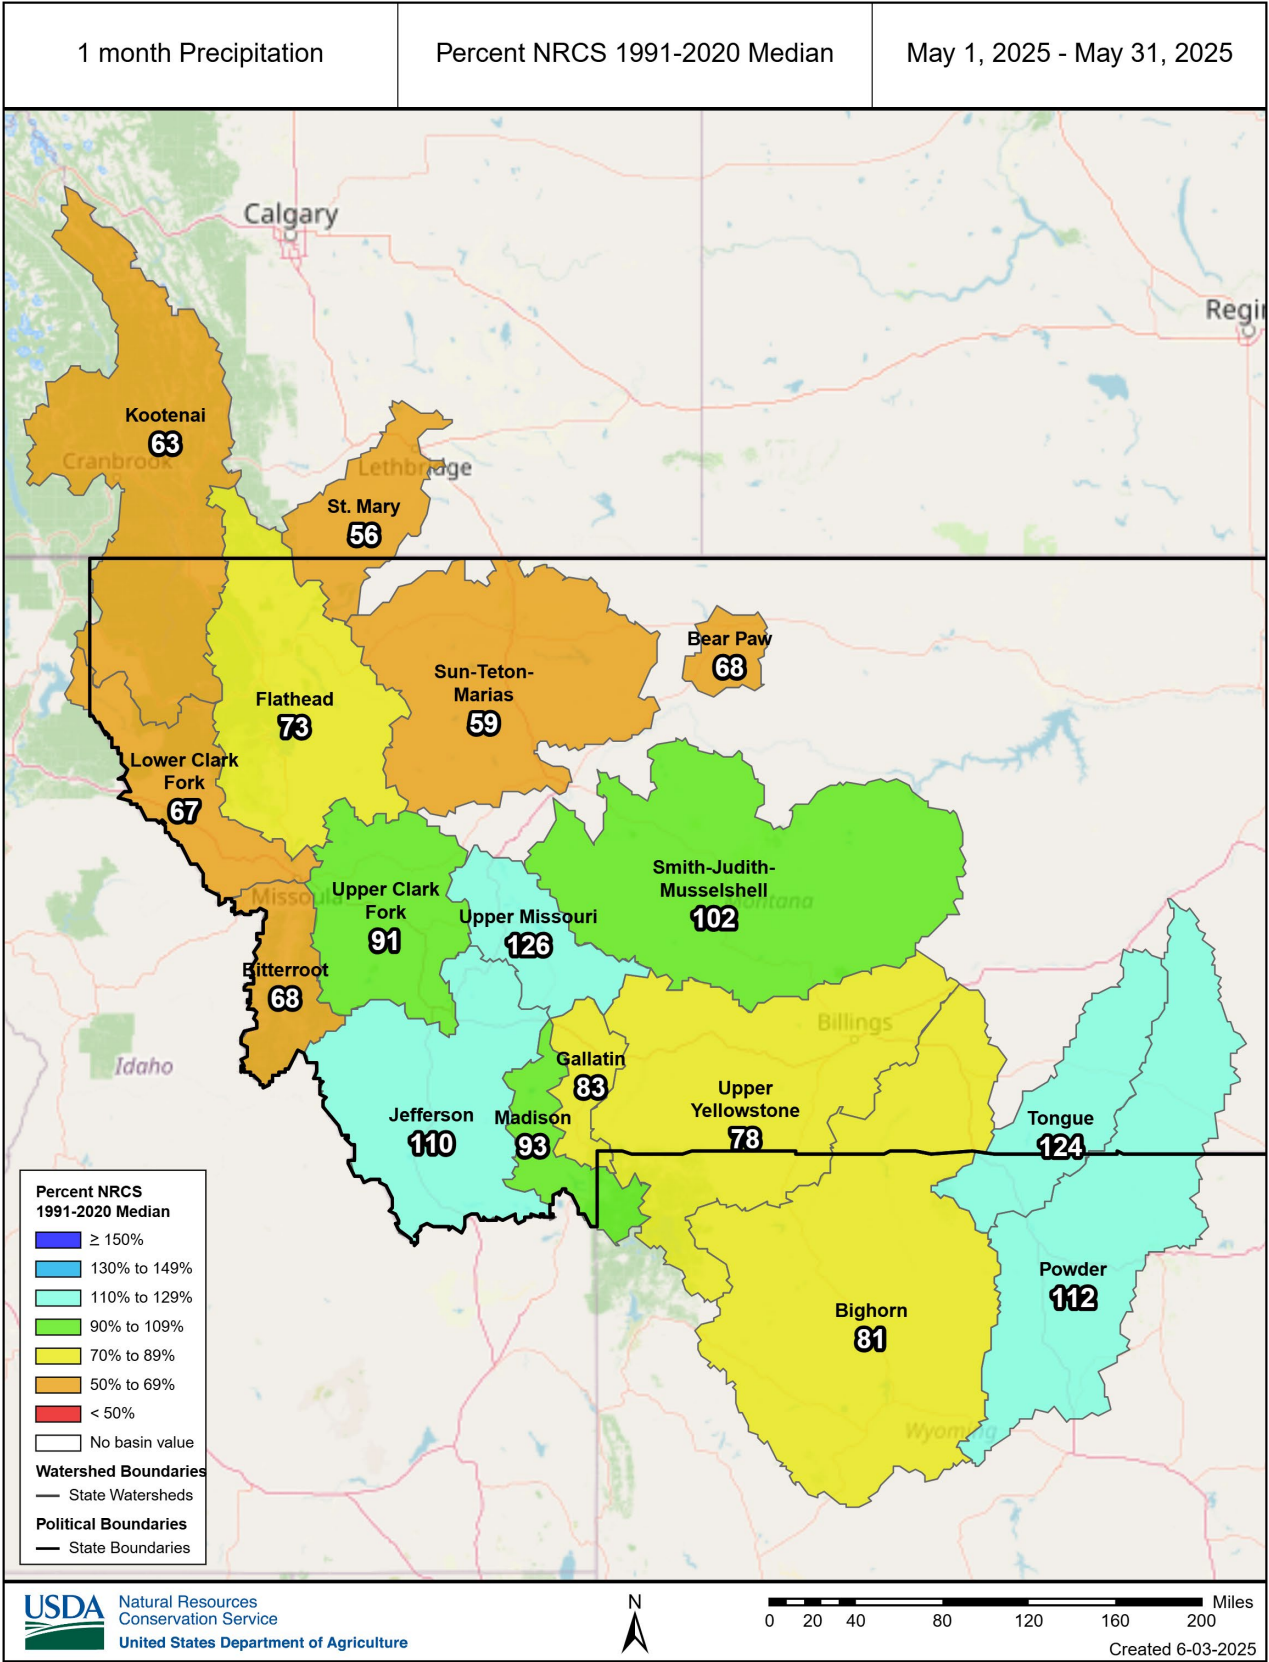 1 month Precipitation
Percent NRCS 1991-2020 Median
May 1, 2025 - May 31, 2025
Calgary
Regi
Kootenai
63
Cranbrook
Lethbridge
St. Mary
56
Bear Paw
68
Sun-Teton-
Marias
59
Flathead
73
Lower Clark
Fork
67
Smith-Judith-
Musselshell
102
Montana
Missoula
Upper Clark
Fork
91
Upper Missouri
126
Bitterroot
68
Billings
Idaho
Gallatin
83
Upper
Yellowstone
78
Jefferson
110
Madison
93
Tongue
124
Powder
112
Bighorn
81
Wyoming
Percent NRCS
1991-2020 Median
≥ 150%
130% to 149%
110% to 129%
90% to 109%
70% to 89%
50% to 69%
< 50%
No basin value
Watershed Boundaries
State Watersheds
Political Boundaries
State Boundaries
USDA
Natural Resources
Conservation Service
United States Department of Agriculture
N
0 20 40 80 120 160 200 Miles
Created 6-03-2025